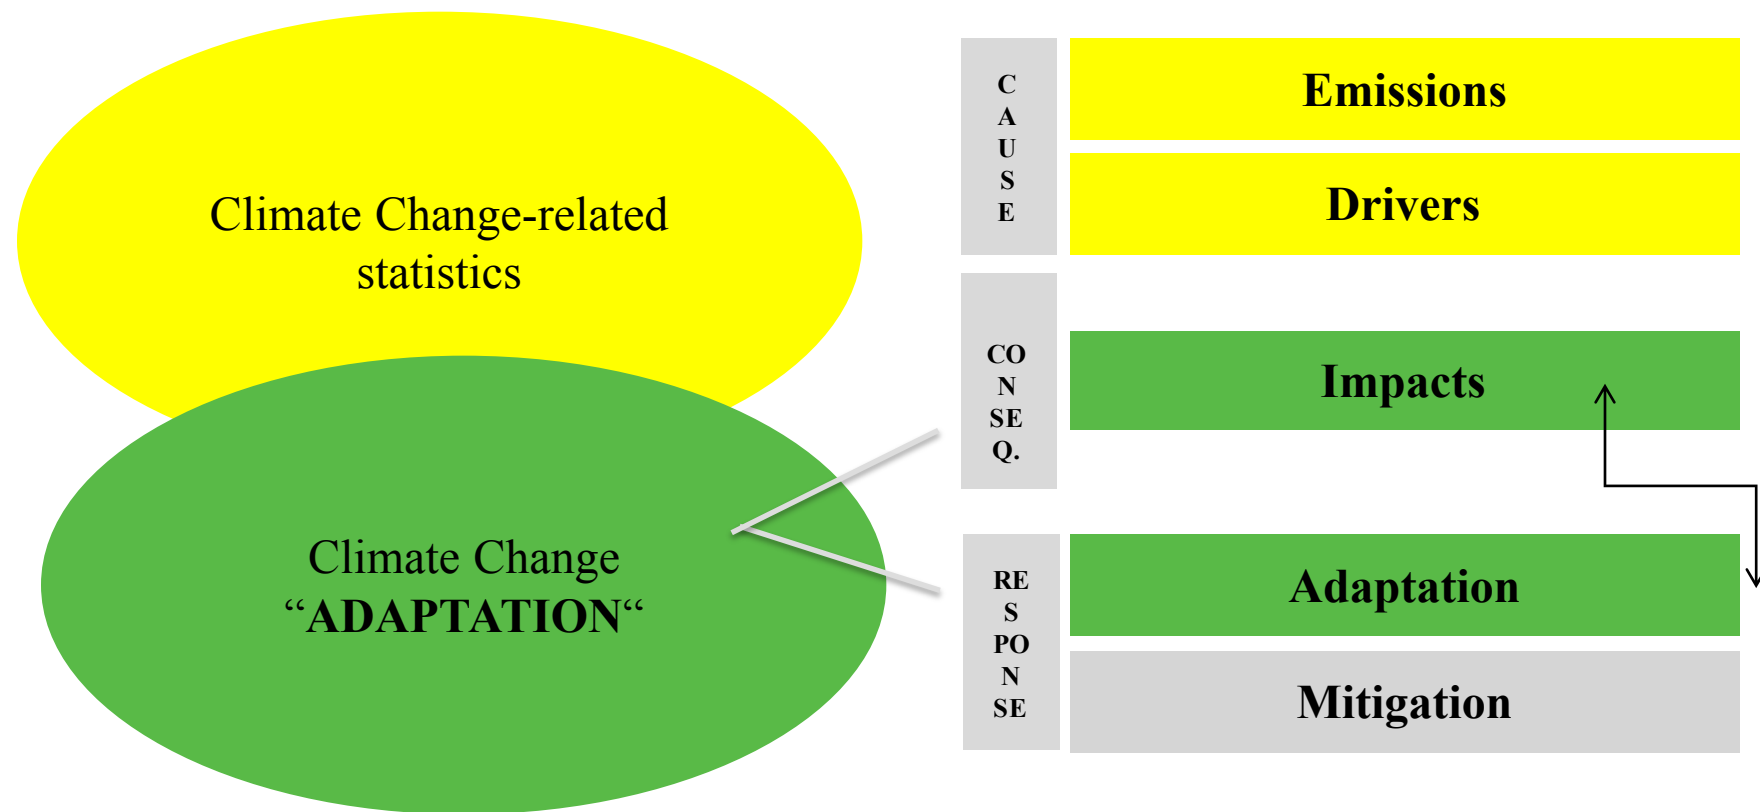 Climate Change-related
statistics
Climate Change
“ADAPTATION“
C
A
U
S
E
Emissions
Drivers
CO
N
SE
Q.
Impacts
RE
S
PO
N
SE
Adaptation
Mitigation